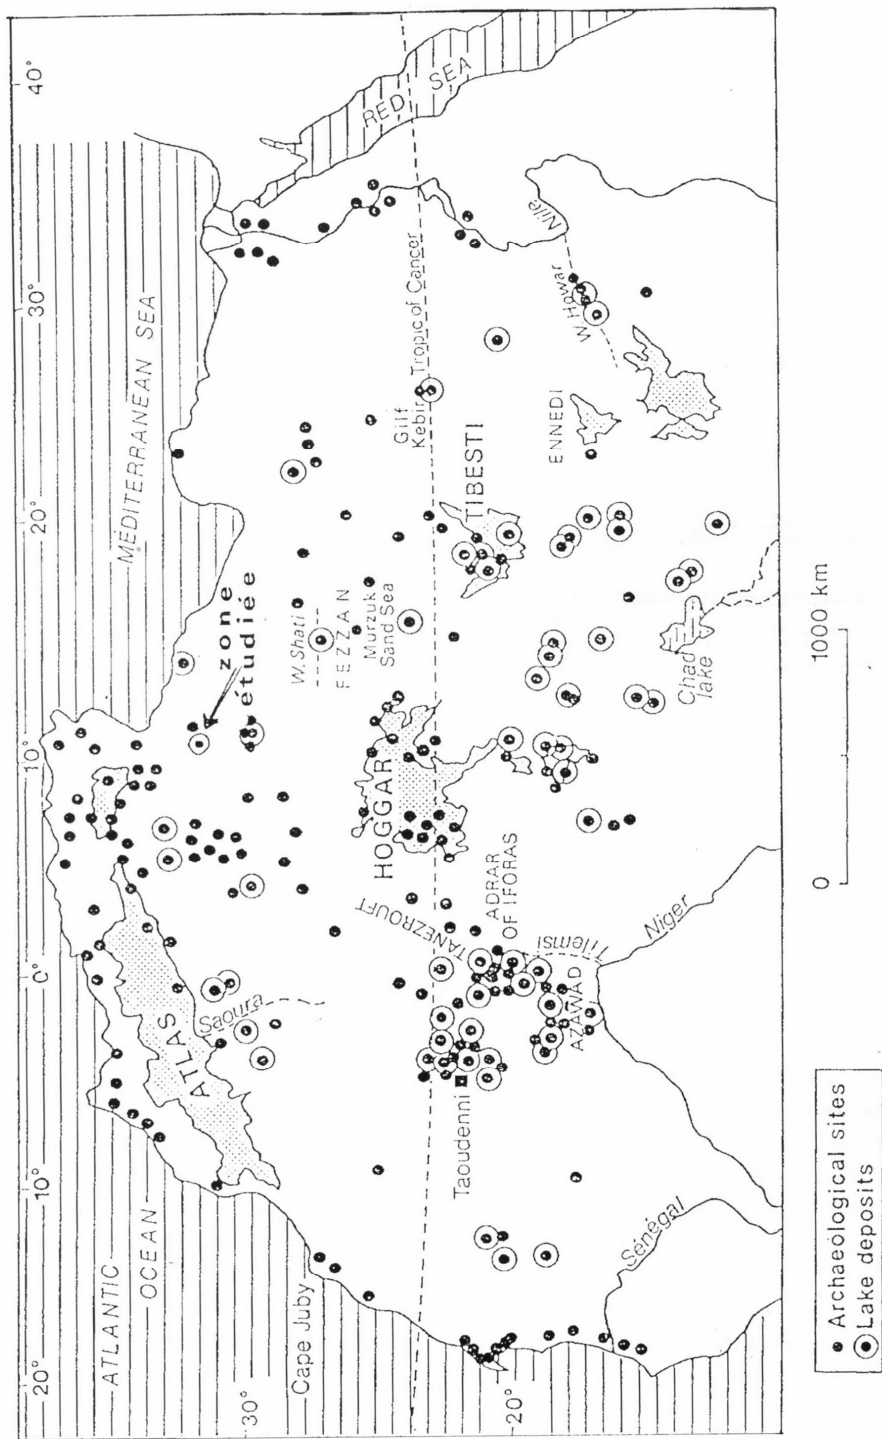 20°
10°
0°
10°
20°
30°
40°
ATLANTIC
OCEAN
MÉDITERRANEAN SEA
RED SEA
30°
20°
Cape Juby
ATLAS
Saoura
zone
étudiée
W. Shati
FEZZAN
Murzuk
Sand Sea
Gilf
Kebir
Tropic of Cancer
HOGGAR
TIBESTI
ENNEDI
Nile
W. Howar
TANEZROUFT
ADRAR
OF IFORAS
Tilemsi
AZAWAD
Taoudenni
Niger
Sénégal
Chad
lake
Archaeological sites
Lake deposits
0
1000 km